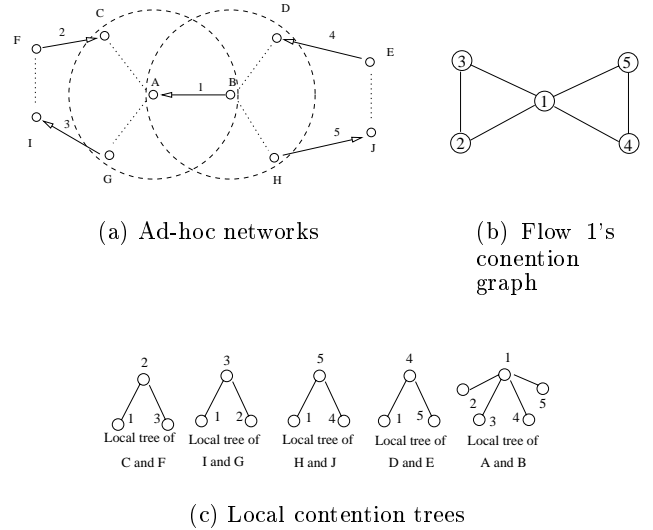 C
D
F
2
4
E
A
1
B
I
3
5
J
G
H
(a) Ad-hoc networks
3
5
1
2
4
(b) Flow 1's
conention
graph
2
3
5
4
1
1 3
1 2
1 4
1 5
2 3 4 5
Local tree of
C and F
Local tree of
I and G
Local tree of
H and J
Local tree of
D and E
Local tree of
A and B
(c) Local contention trees